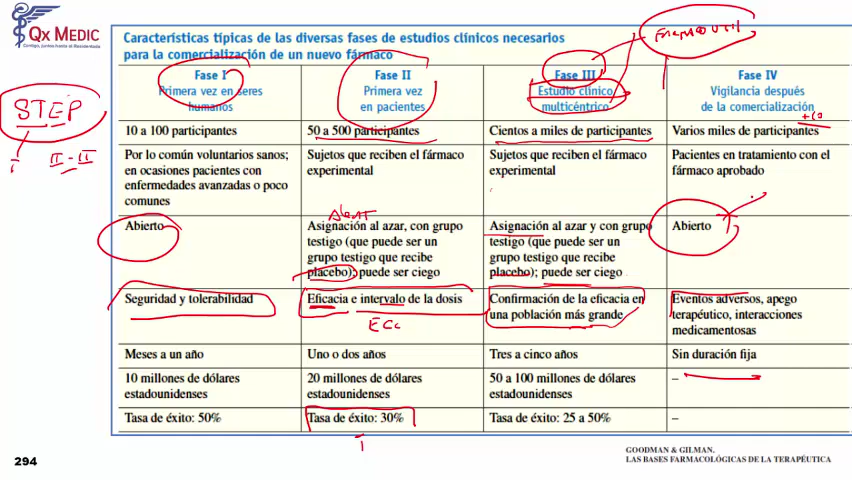 Qx MEDIC
Características típicas de las diversas fases de estudios clínicos necesarios
para la comercialización de un nuevo fármaco
Fase I
Primera vez en seres
humanos
Fase II
Primera vez
en pacientes
Fase III
Estudio clínico
multicéntrico
Fase IV
Vigilancia después
de la comercialización
STEP
I
II - II
10 a 100 participantes
50 a 500 participantes
Cientos a miles de participantes
Varios miles de participantes
Por lo común voluntarios sanos;
en ocasiones pacientes con
enfermedades avanzadas o poco
comunes
Sujetos que reciben el fármaco
experimental
Sujetos que reciben el fármaco
experimental
Pacientes en tratamiento con el
fármaco aprobado
Abierto
Asignación al azar, con grupo
testigo (que puede ser un
grupo testigo que recibe
placebo); puede ser ciego
Asignación al azar y con grupo
testigo (que puede ser un
grupo testigo que recibe
placebo); puede ser ciego
Abierto
Seguridad y tolerabilidad
Eficacia e intervalo de la dosis
Confirmación de la eficacia en
una población más grande
Eventos adversos, apego
terapéutico, interacciones
medicamentosas
Meses a un año
Uno o dos años
Tres a cinco años
Sin duración fija
10 millones de dólares
estadounidenses
20 millones de dólares
estadounidenses
50 a 100 millones de dólares
estadounidenses
–
Tasa de éxito: 50%
Tasa de éxito: 30%
Tasa de éxito: 25 a 50%
–
294
GOODMAN & GILMAN.
LAS BASES FARMACOLÓGICAS DE LA TERAPÉUTICA